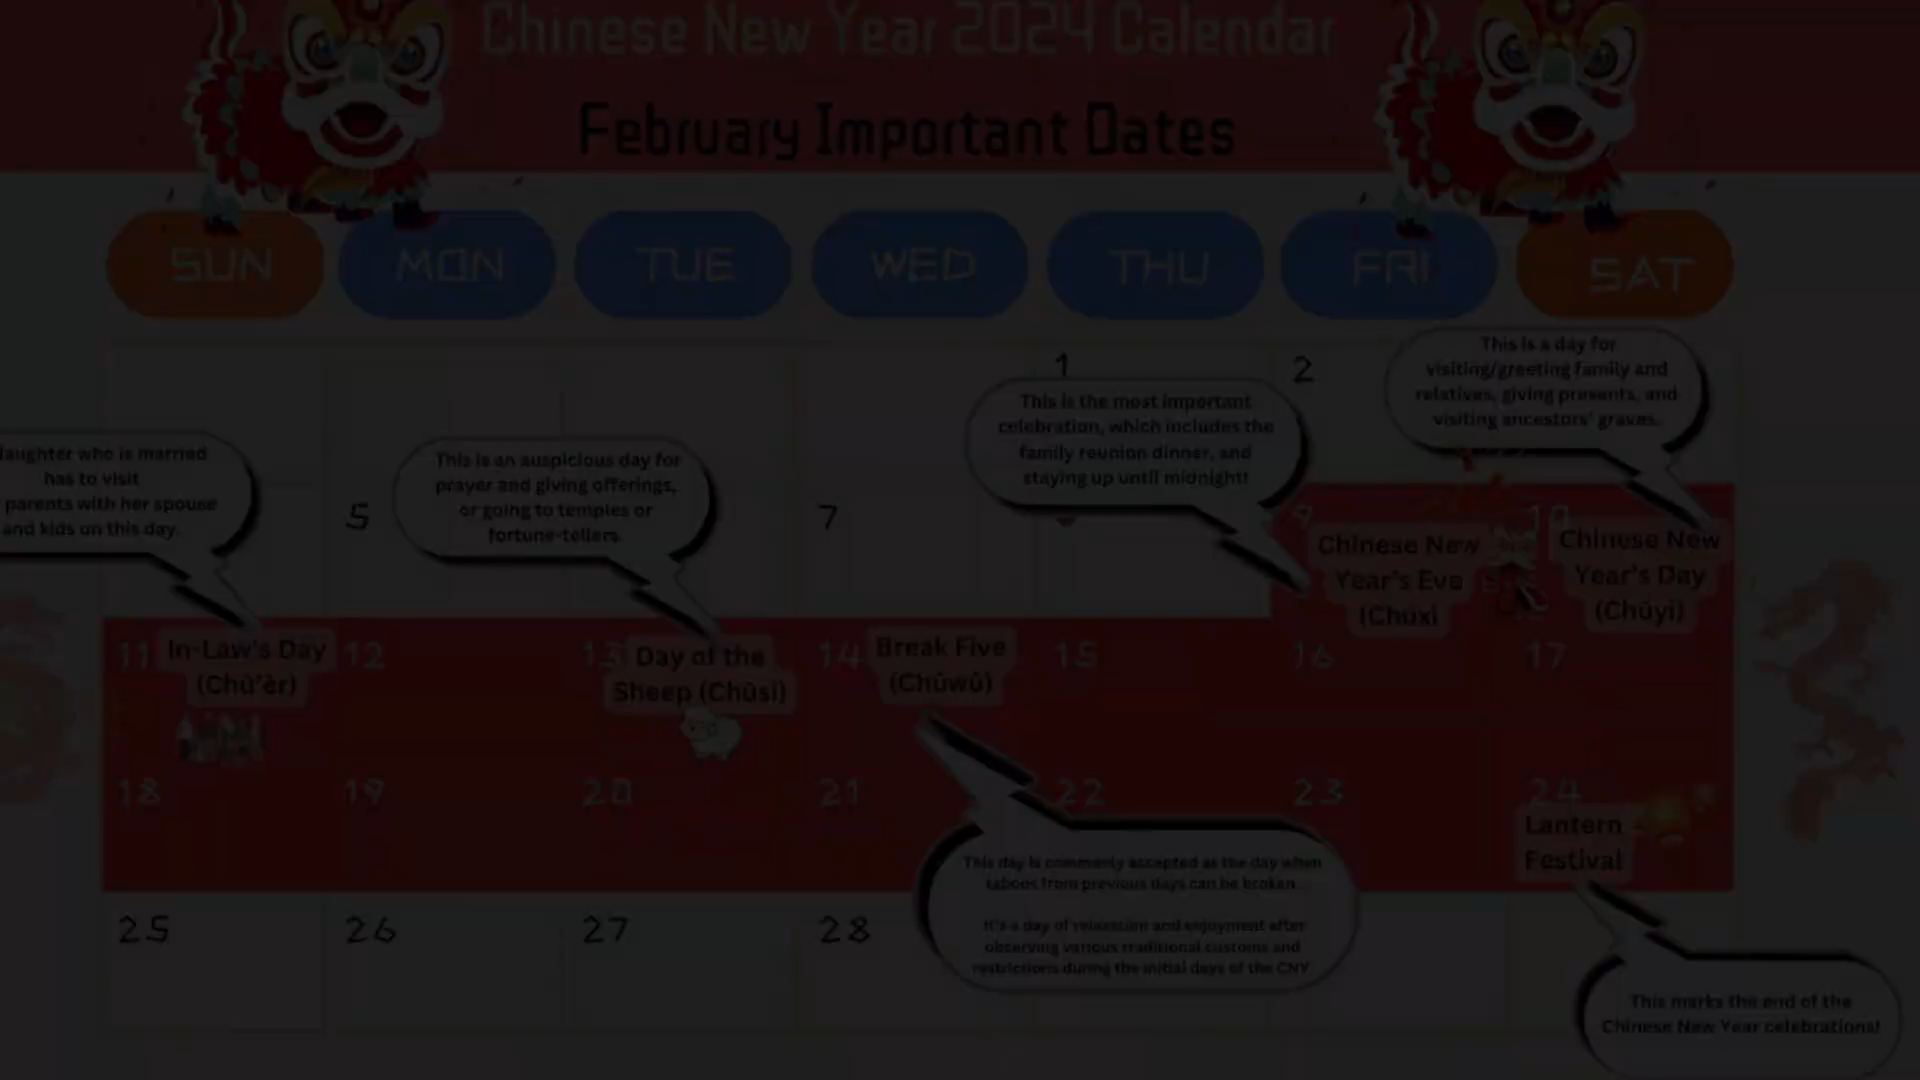 Chinese New Year 2024 Calendar
February Important Dates
SUN MON TUE WED THU FRI SAT
1 2
This is a day for
visiting/greeting family and
relatives, giving presents, and
visiting ancestors' graves.
This is the most important
celebration, which includes the
family reunion dinner, and
staying up until midnight!
daughter who is married
has to visit
parents with her spouse
and kids on this day.
This is an auspicious day for
prayer and giving offerings,
or going to temples or
fortune-tellers.
5 7 9 10
Chinese New
Year's Eve
(Chúxì
Chinese New
Year's Day
(Chūyī)
11 12 13 14 15 16 17
In-Law's Day
(Chū'èr)
Day of the
Sheep (Chūsì)
Break Five
(Chūwǔ)
18 19 20 21 22 23 24
Lantern
Festival
This day is commonly accepted as the day when
taboos from previous days can be broken.
It's a day of relaxation and enjoyment after
observing various traditional customs and
restrictions during the initial days of the CNY
25 26 27 28
This marks the end of the
Chinese New Year celebrations!